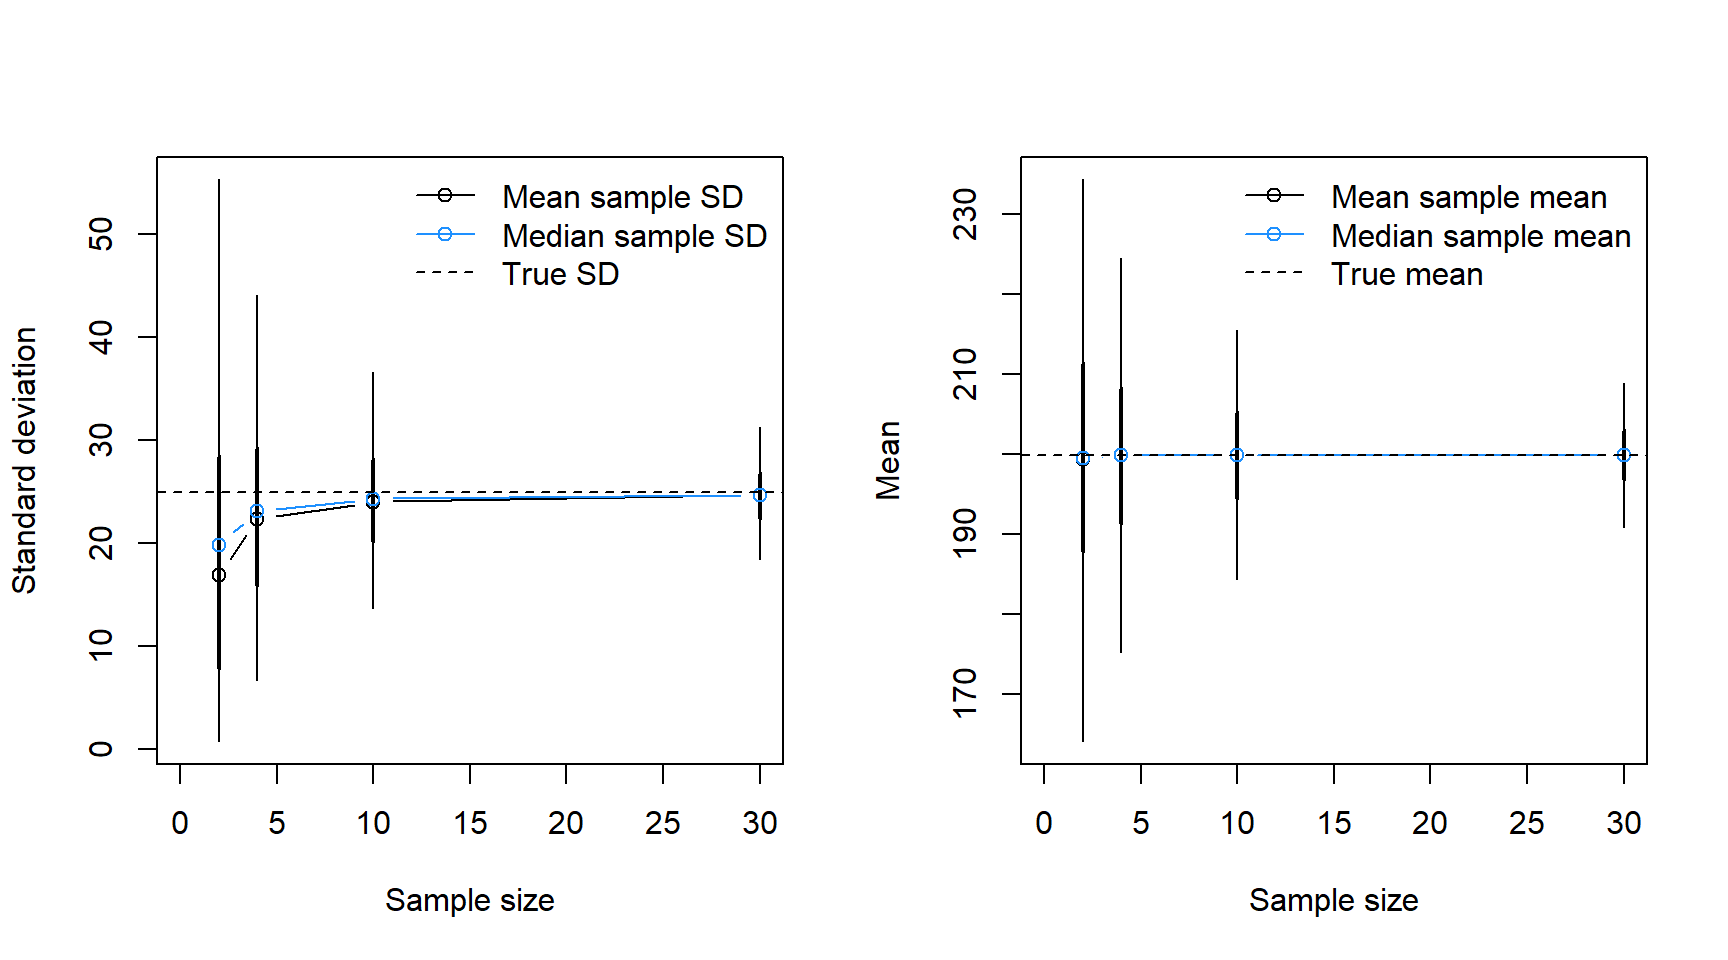 Mean sample SD
Median sample SD
True SD
Standard deviation
50
40
30
20
10
0
0 5 10 15 20 25 30
Sample size
Mean sample mean
Median sample mean
True mean
Mean
230
210
190
170
0 5 10 15 20 25 30
Sample size